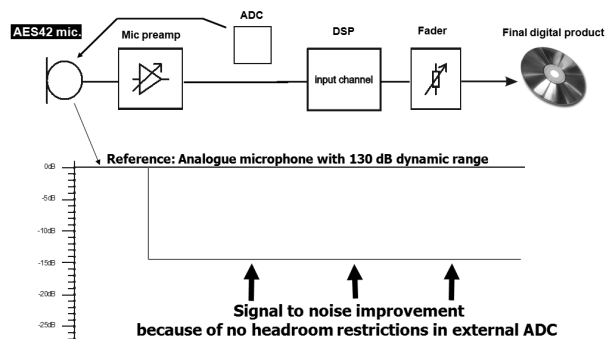 ADC
AES42 mic.
Mic preamp
DSP
Fader
Final digital product
input channel
Reference: Analogue microphone with 130 dB dynamic range
0dB
-5dB
-10dB
-15dB
-20dB
-25dB
Signal to noise improvement
because of no headroom restrictions in external ADC